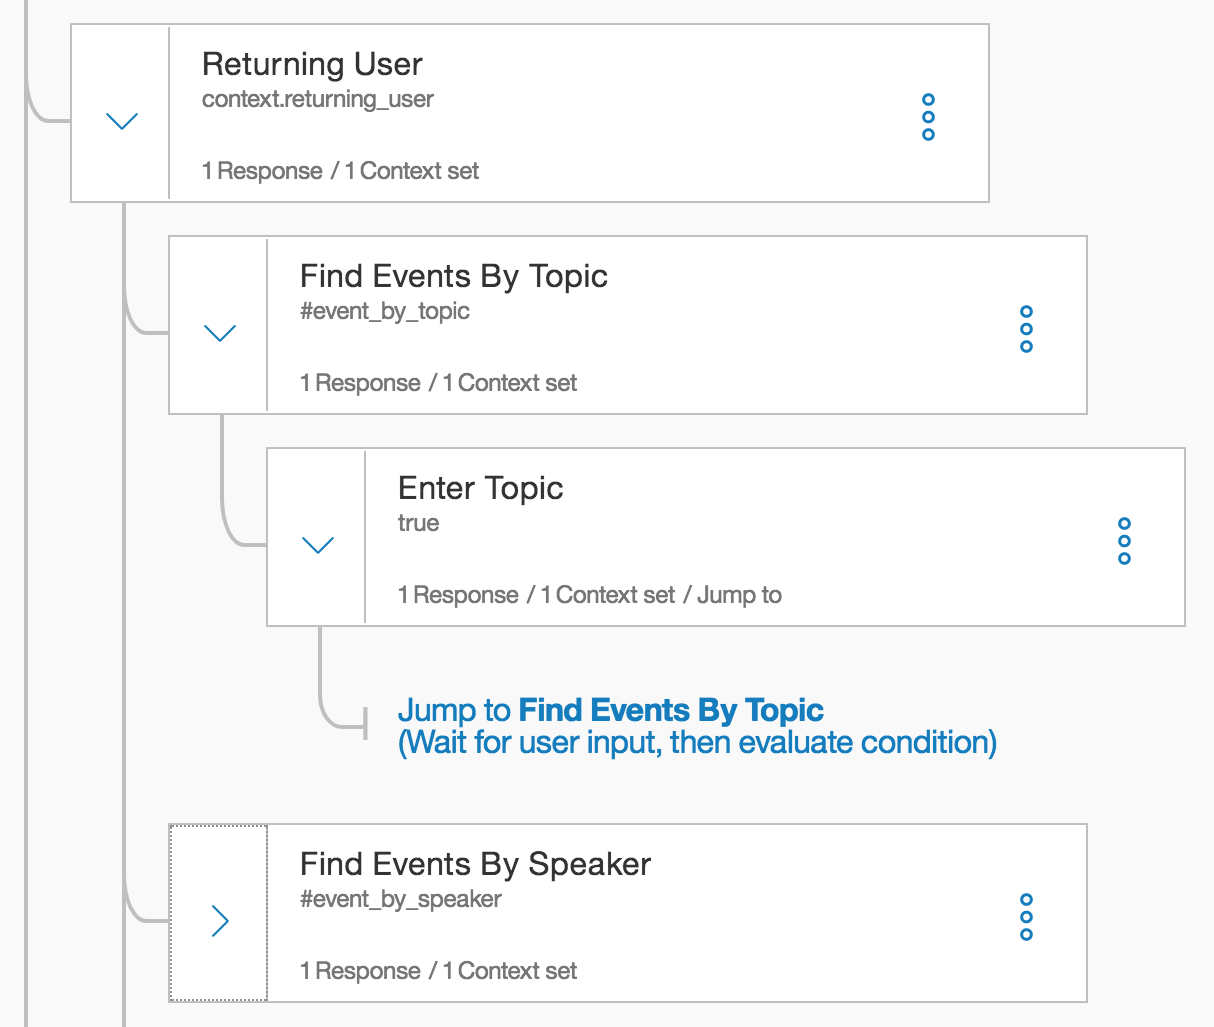 Returning User
context.returning_user
1 Response / 1 Context set
Find Events By Topic
#event_by_topic
1 Response / 1 Context set
Enter Topic
true
1 Response / 1 Context set / Jump to
Jump to Find Events By Topic
(Wait for user input, then evaluate condition)
Find Events By Speaker
#event_by_speaker
1 Response / 1 Context set